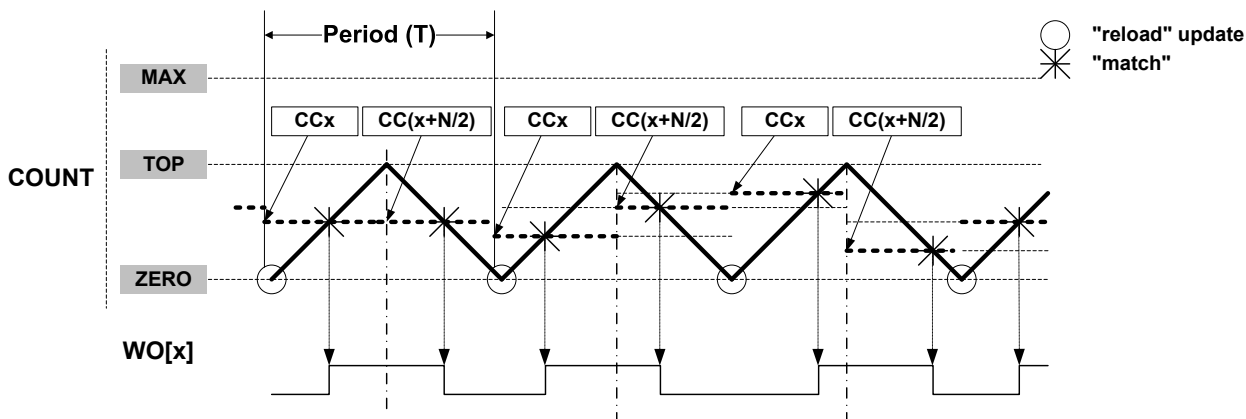 Period (T)
"reload" update
"match"
MAX
CCx
CC(x+N/2)
CCx
CC(x+N/2)
CCx
CC(x+N/2)
TOP
COUNT
ZERO
WO[x]